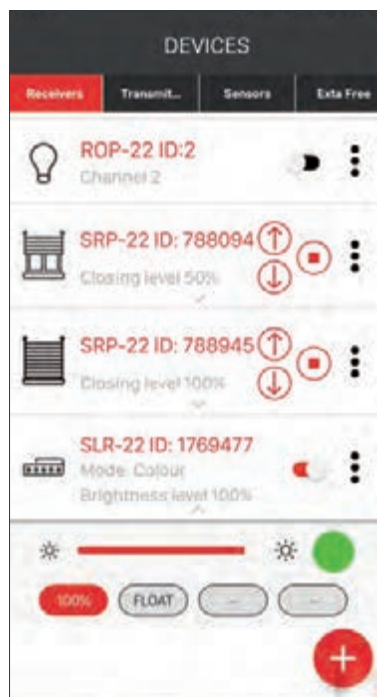 DEVICES
Receivers Transmit... Sensors Exta Free
ROP-22 ID:2
Channel 2
SRP-22 ID: 788094
Closing level 50%
SRP-22 ID: 788945
Closing level 100%
SLR-22 ID: 1769477
Mode: Colour
Brightness level 100%
100% FLOAT -- --
+